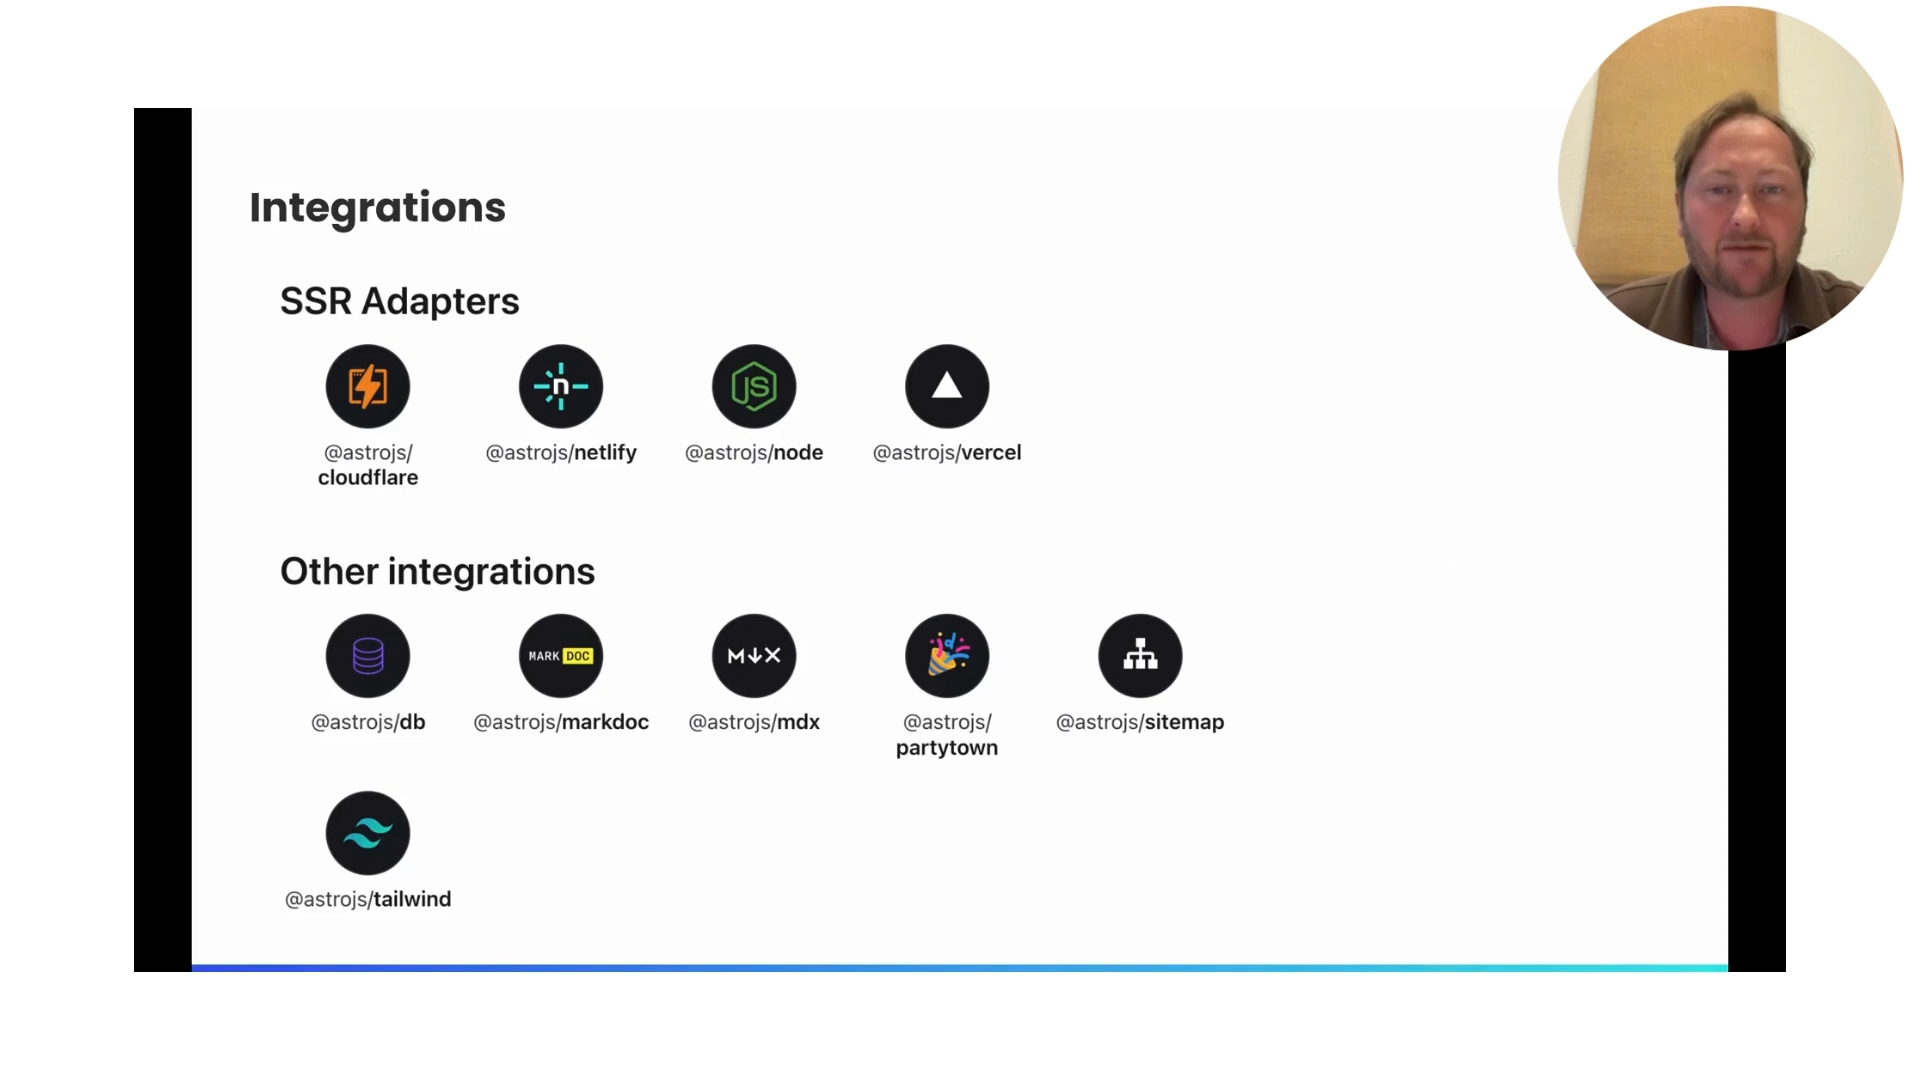 Integrations
SSR Adapters
n
JS
@astrojs/
cloudflare
@astrojs/netlify
@astrojs/node
@astrojs/vercel
Other integrations
MARK DOC
M↓X
@astrojs/db
@astrojs/markdoc
@astrojs/mdx
@astrojs/
partytown
@astrojs/sitemap
@astrojs/tailwind